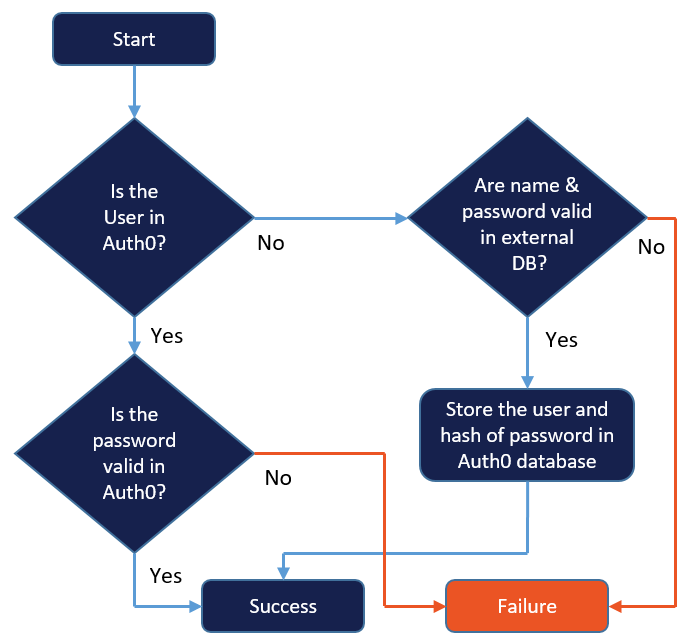 Start
Is the
User in
Auth0?
No
Are name &
password valid
in external
DB?
No
Yes
Yes
Is the
password
valid in
Auth0?
No
Store the user and
hash of password in
Auth0 database
Yes
Success
Failure